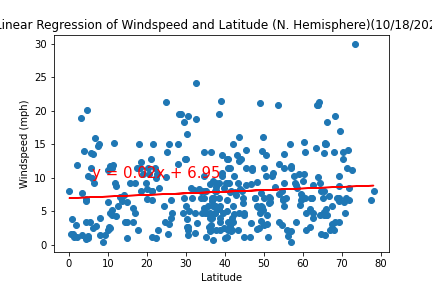 Linear Regression of Windspeed and Latitude (N. Hemisphere)(10/18/202
30
25
20
15
10
5
0
Windspeed (mph)
y = 0.02x + 6.95
0 10 20 30 40 50 60 70 80
Latitude